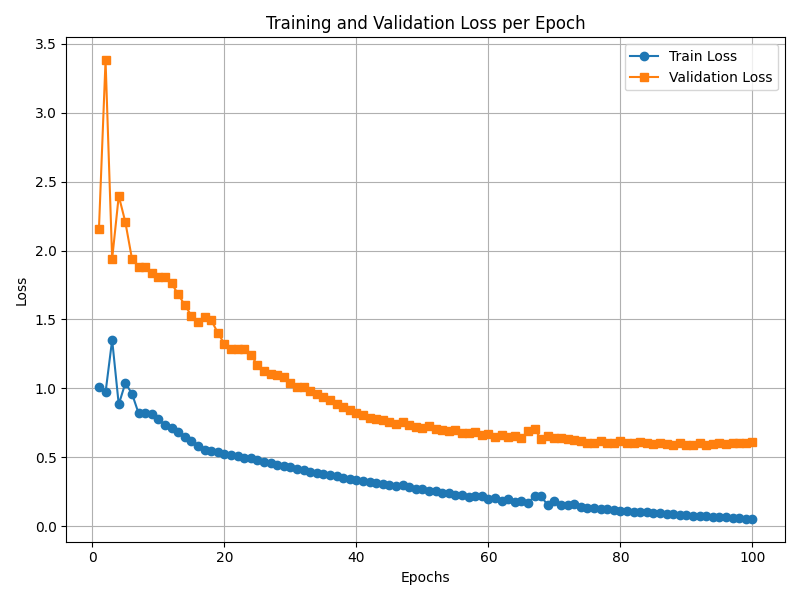 Training and Validation Loss per Epoch
Train Loss
Validation Loss
3.5
3.0
2.5
2.0
1.5
1.0
0.5
0.0
Loss
0 20 40 60 80 100
Epochs